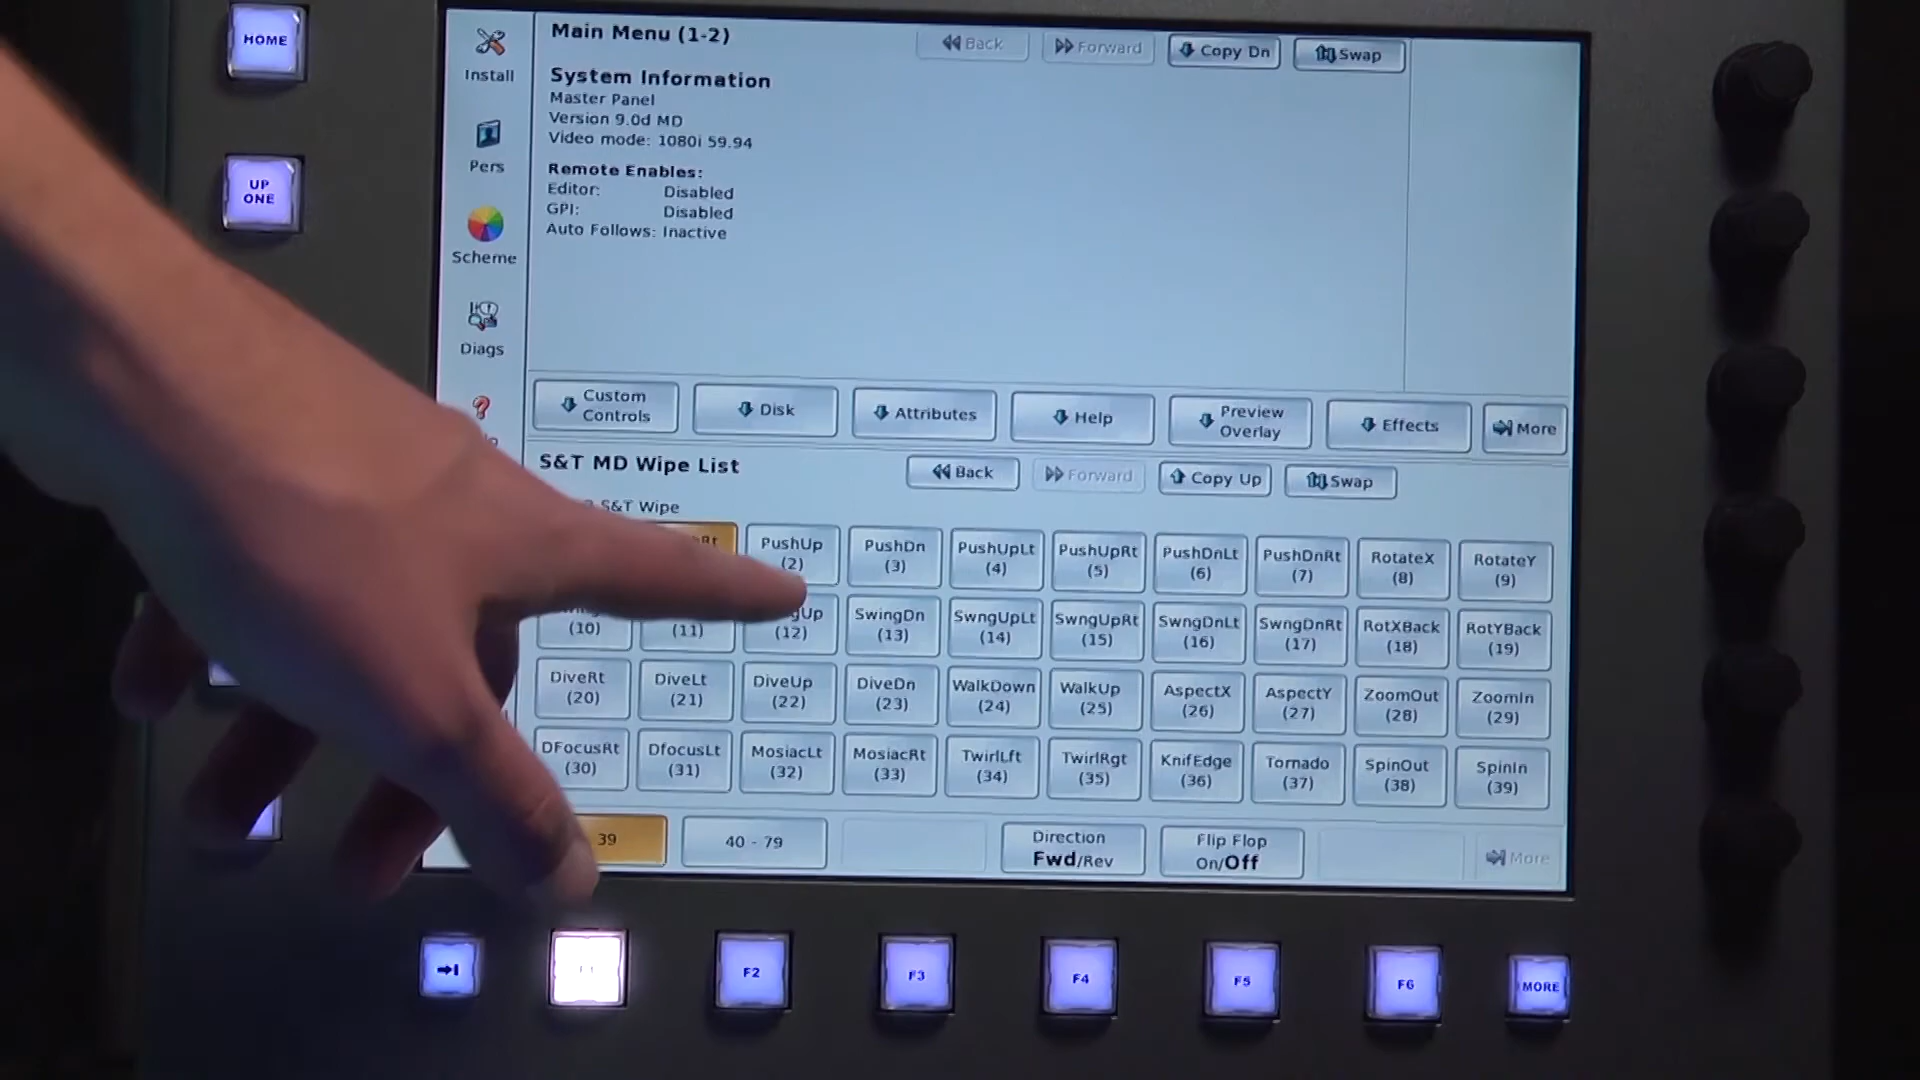 HOME
UP
ONE
Install
Pers
Scheme
Diags
Main Menu (1-2)
Back
Forward
Copy Dn
Swap
System Information
Master Panel
Version 9.0d MD
Video mode: 1080i 59.94
Remote Enables:
Editor: Disabled
GPI: Disabled
Auto Follows: Inactive
Custom
Controls
Disk
Attributes
Help
Preview
Overlay
Effects
More
S&T MD Wipe List
Back
Forward
Copy Up
Swap
S&T Wipe
PushUp
(2)
PushDn
(3)
PushUpLt
(4)
PushUpRt
(5)
PushDnLt
(6)
PushDnRt
(7)
RotateX
(8)
RotateY
(9)
(10)
(11)
(12)
SwingDn
(13)
SwngUpLt
(14)
SwngUpRt
(15)
SwngDnLt
(16)
SwngDnRt
(17)
RotXBack
(18)
RotYBack
(19)
DiveRt
(20)
DiveLt
(21)
DiveUp
(22)
DiveDn
(23)
WalkDown
(24)
WalkUp
(25)
AspectX
(26)
AspectY
(27)
ZoomOut
(28)
ZoomIn
(29)
DFocusRt
(30)
DfocusLt
(31)
MosiacLt
(32)
MosiacRt
(33)
TwirlLft
(34)
TwirlRgt
(35)
KnifEdge
(36)
Tornado
(37)
SpinOut
(38)
SpinIn
(39)
39
40 - 79
Direction
Fwd/Rev
Flip Flop
On/Off
More
F2
F3
F4
F5
F6
MORE